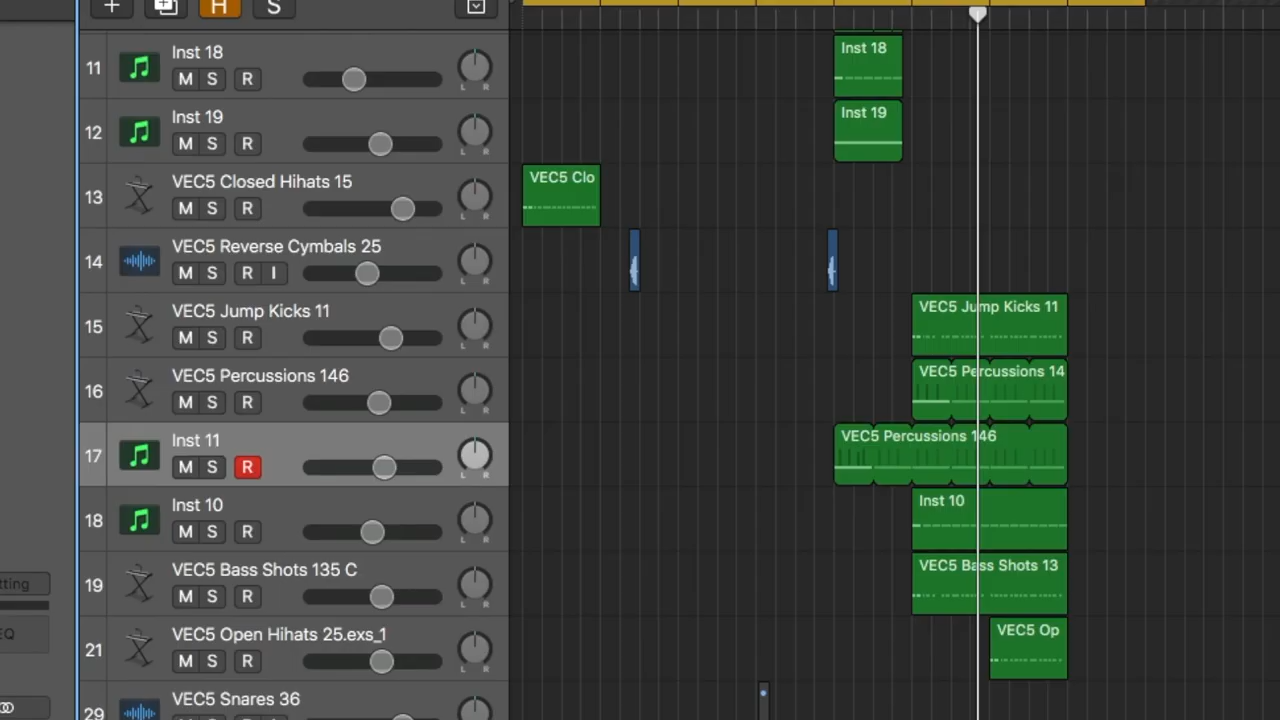 + H S
11 Inst 18 Inst 18
M S R L R
12 Inst 19 Inst 19
M S R L R
13 VEC5 Closed Hihats 15 VEC5 Clo
M S R L R
14 VEC5 Reverse Cymbals 25
M S R I L R
15 VEC5 Jump Kicks 11 VEC5 Jump Kicks 11
M S R L R
16 VEC5 Percussions 146 VEC5 Percussions 14
M S R L R
17 Inst 11 VEC5 Percussions 146
M S R L R
18 Inst 10 Inst 10
M S R L R
19 VEC5 Bass Shots 135 C VEC5 Bass Shots 13
tting M S R L R
21 VEC5 Open Hihats 25.exs_1 VEC5 Op
EQ M S R L R
29 VEC5 Snares 36